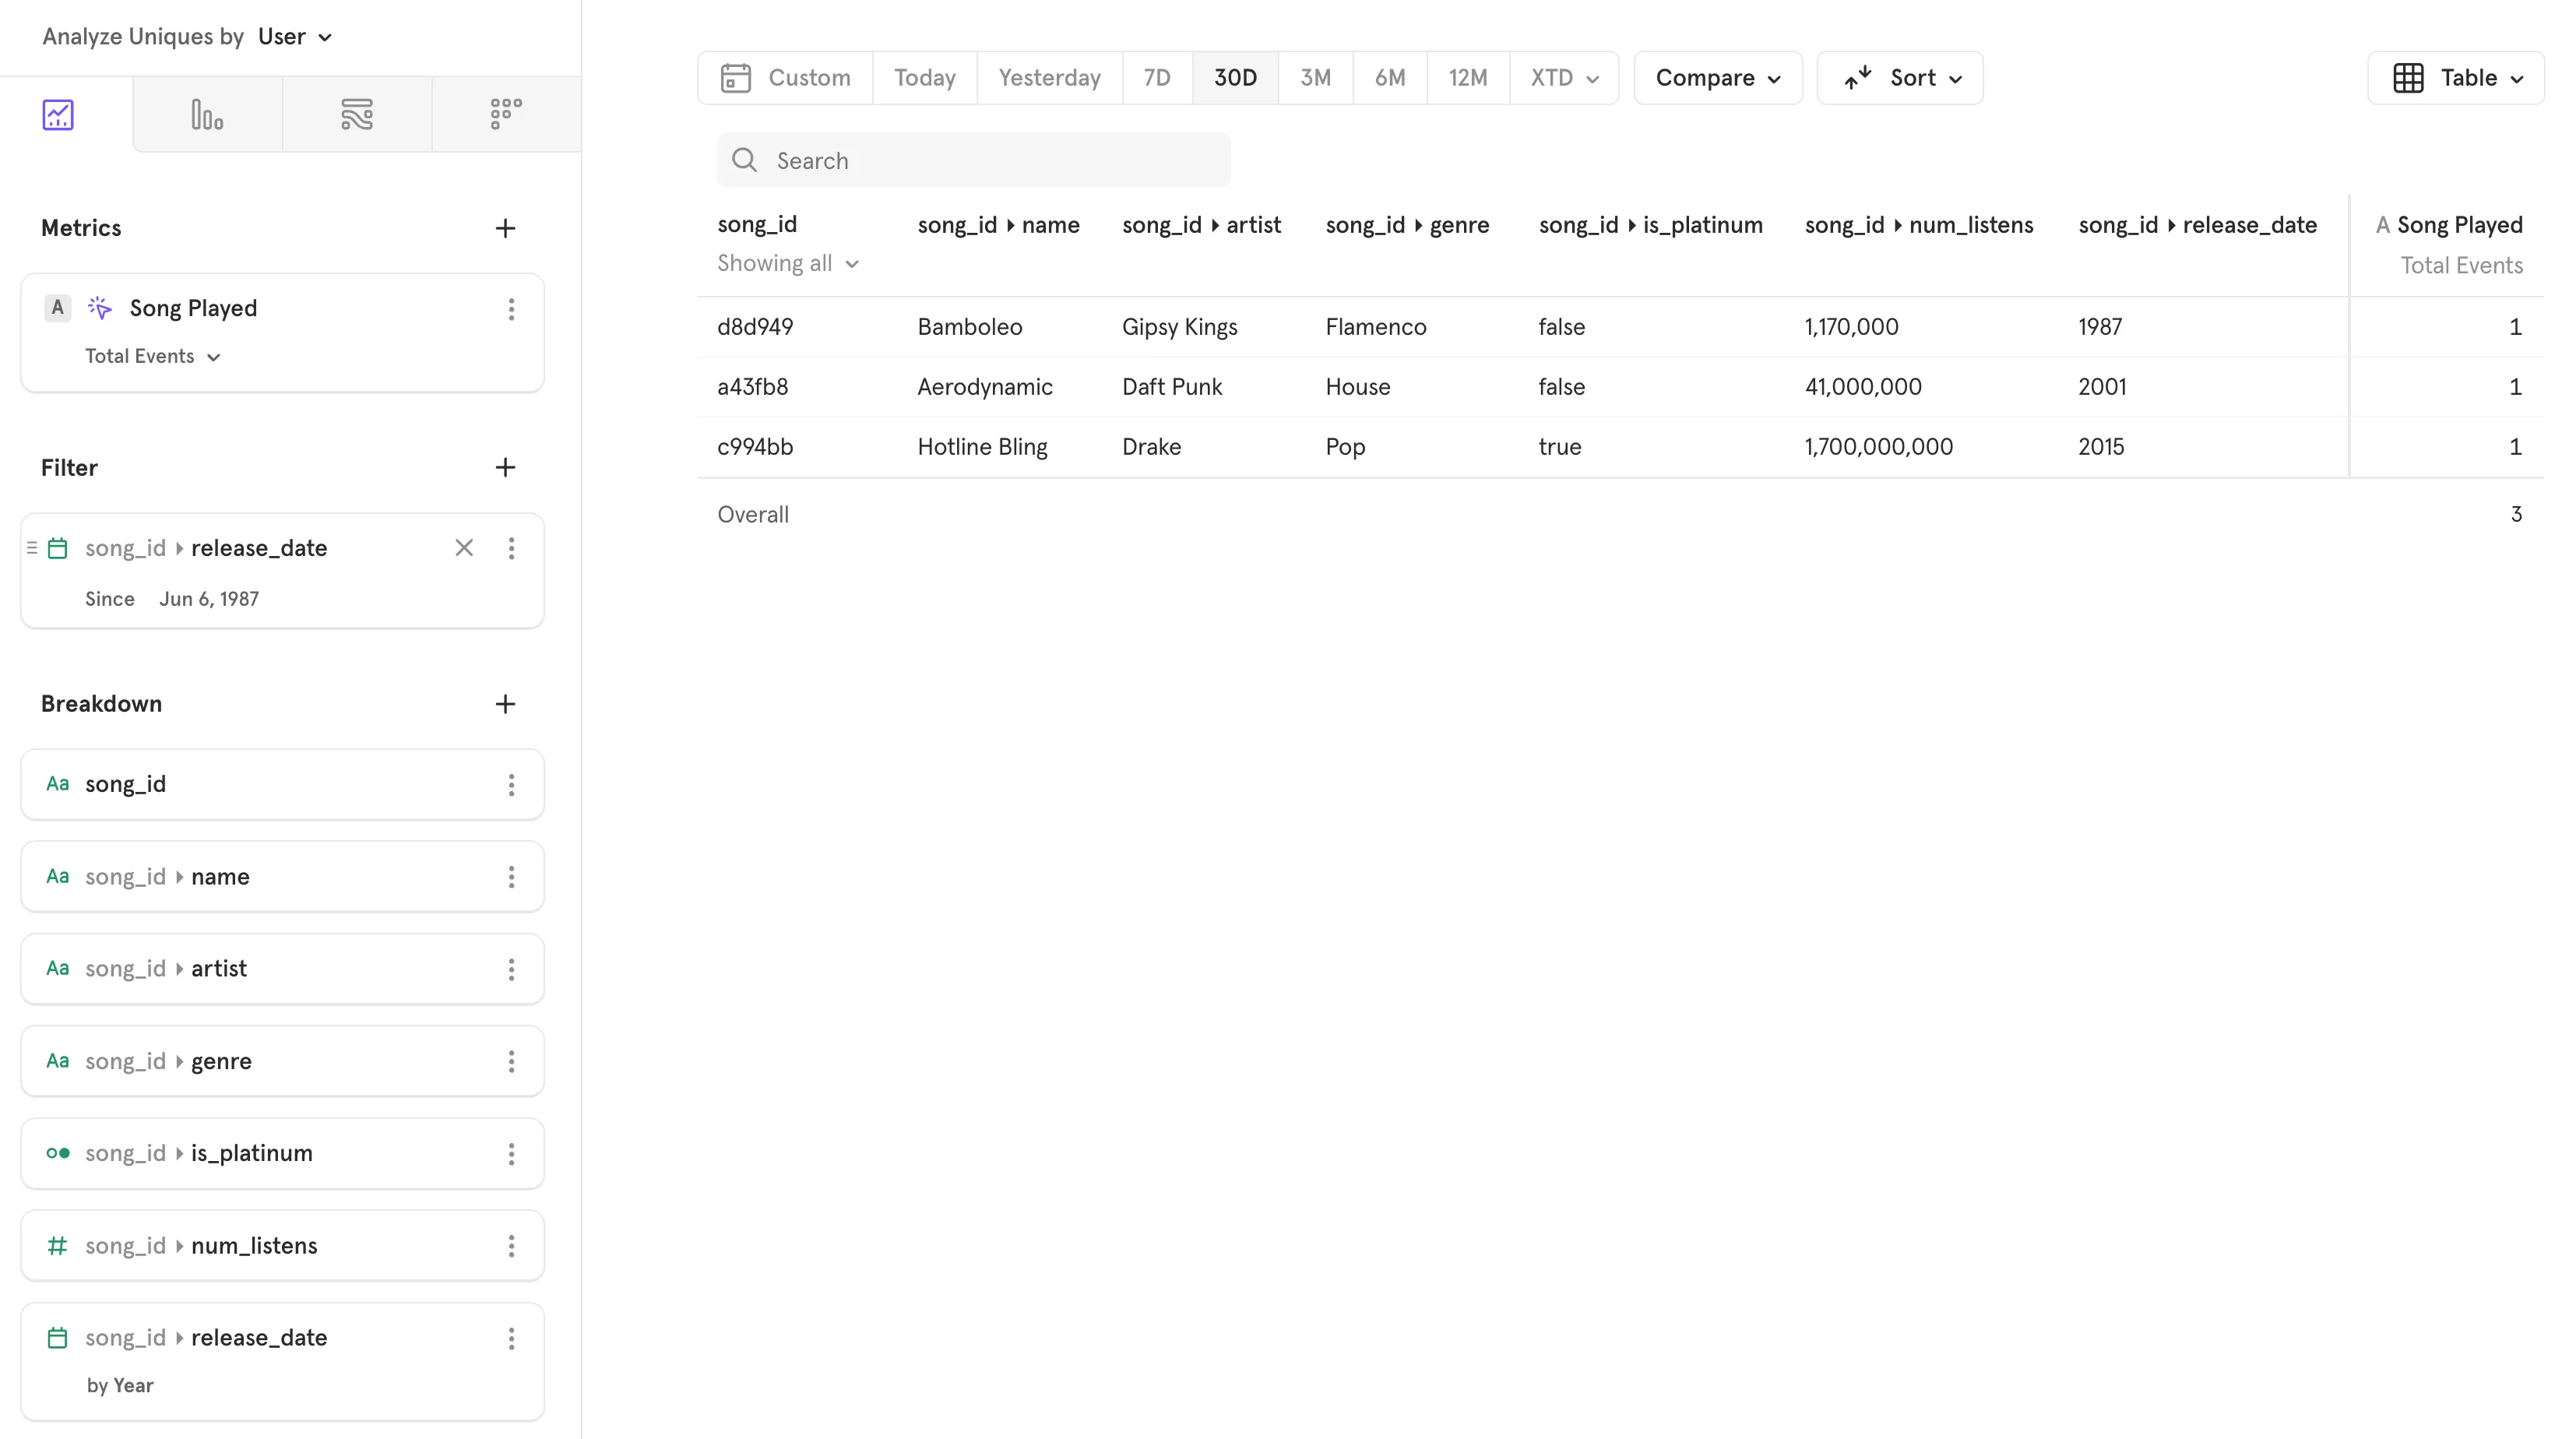 Analyze Uniques by User
Custom Today Yesterday 7D 30D 3M 6M 12M XTD Compare Sort Table
Search
Metrics
A Song Played
Total Events
Filter
song_id release_date
Since Jun 6, 1987
Breakdown
Aa song_id
Aa song_id name
Aa song_id artist
Aa song_id genre
song_id is_platinum
# song_id num_listens
song_id release_date
by Year
song_id song_id name song_id artist song_id genre song_id is_platinum song_id num_listens song_id release_date A Song Played
Showing all Total Events
d8d949 Bamboleo Gipsy Kings Flamenco false 1,170,000 1987 1
a43fb8 Aerodynamic Daft Punk House false 41,000,000 2001 1
c994bb Hotline Bling Drake Pop true 1,700,000,000 2015 1
Overall 3